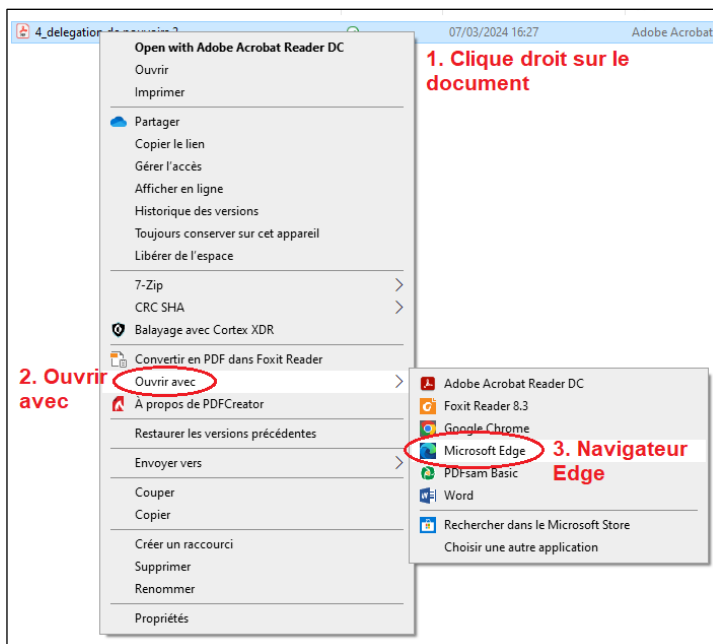 4_delegation de pouvoirs 2
07/03/2024 16:27
Adobe Acrobat
1. Clique droit sur le
document
Open with Adobe Acrobat Reader DC
Ouvrir
Imprimer
Partager
Copier le lien
Gérer l'accès
Afficher en ligne
Historique des versions
Toujours conserver sur cet appareil
Libérer de l'espace
7-Zip
CRC SHA
Balayage avec Cortex XDR
Convertir en PDF dans Foxit Reader
2. Ouvrir
avec
Ouvrir avec
À propos de PDFCreator
Restaurer les versions précédentes
Envoyer vers
Couper
Copier
Créer un raccourci
Supprimer
Renommer
Propriétés
Adobe Acrobat Reader DC
Foxit Reader 8.3
Google Chrome
Microsoft Edge
3. Navigateur
Edge
PDFsam Basic
Word
Rechercher dans le Microsoft Store
Choisir une autre application